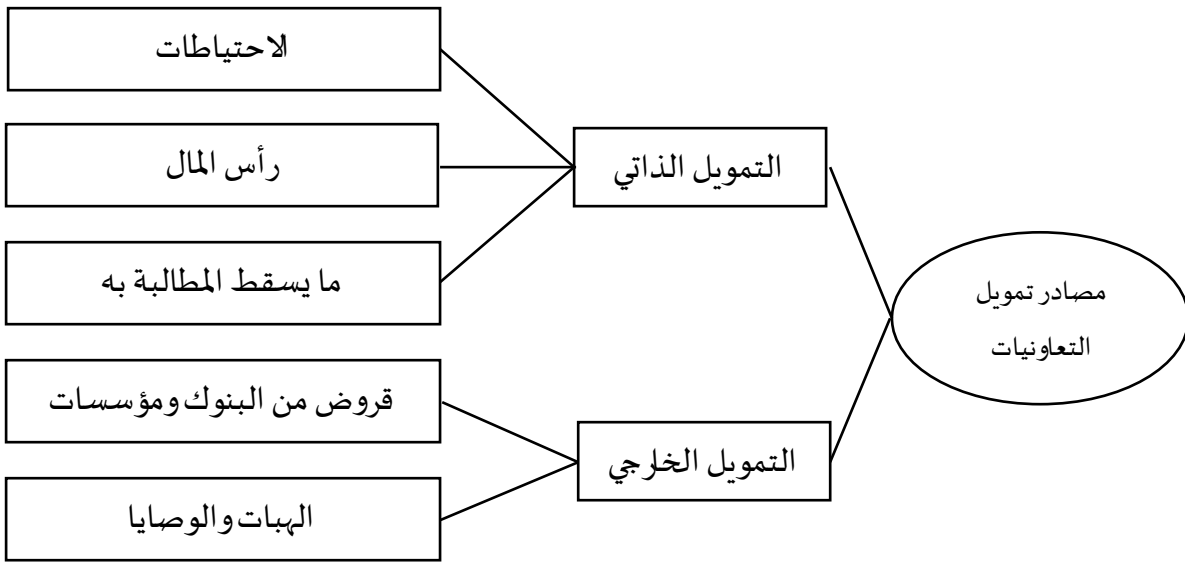 مصادر تمويل
التعاونيات
التمويل الذاتي
الاحتياطات
رأس المال
ما يسقط المطالبة به
التمويل الخارجي
قروض من البنوك ومؤسسات
الهبات والوصايا